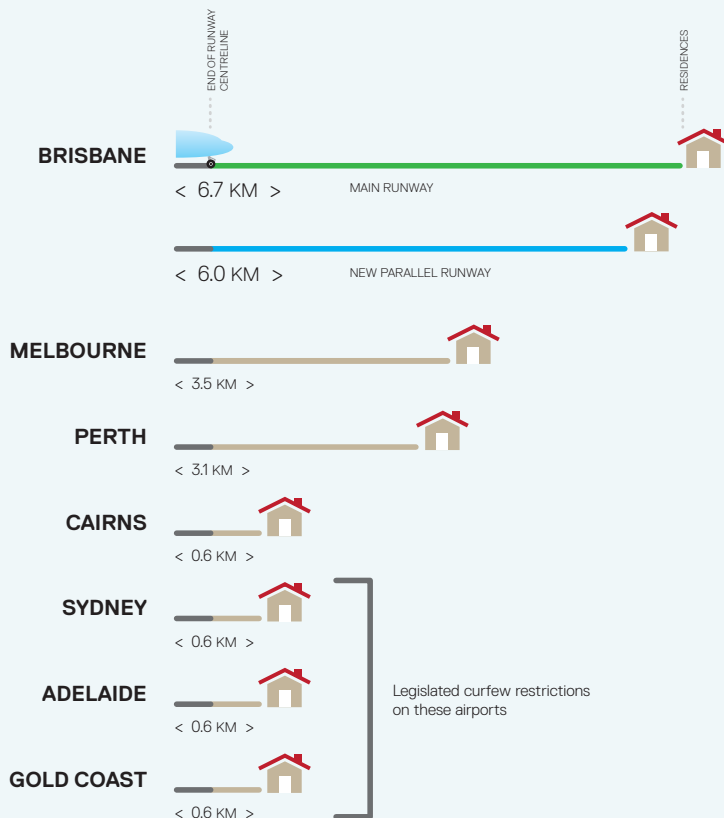 END OF RUNWAY
CENTRELINE
RESIDENCES
BRISBANE
< 6.7 KM >
MAIN RUNWAY
< 6.0 KM >
NEW PARALLEL RUNWAY
MELBOURNE
< 3.5 KM >
PERTH
< 3.1 KM >
CAIRNS
< 0.6 KM >
SYDNEY
< 0.6 KM >
ADELAIDE
< 0.6 KM >
Legislated curfew restrictions
on these airports
GOLD COAST
< 0.6 KM >